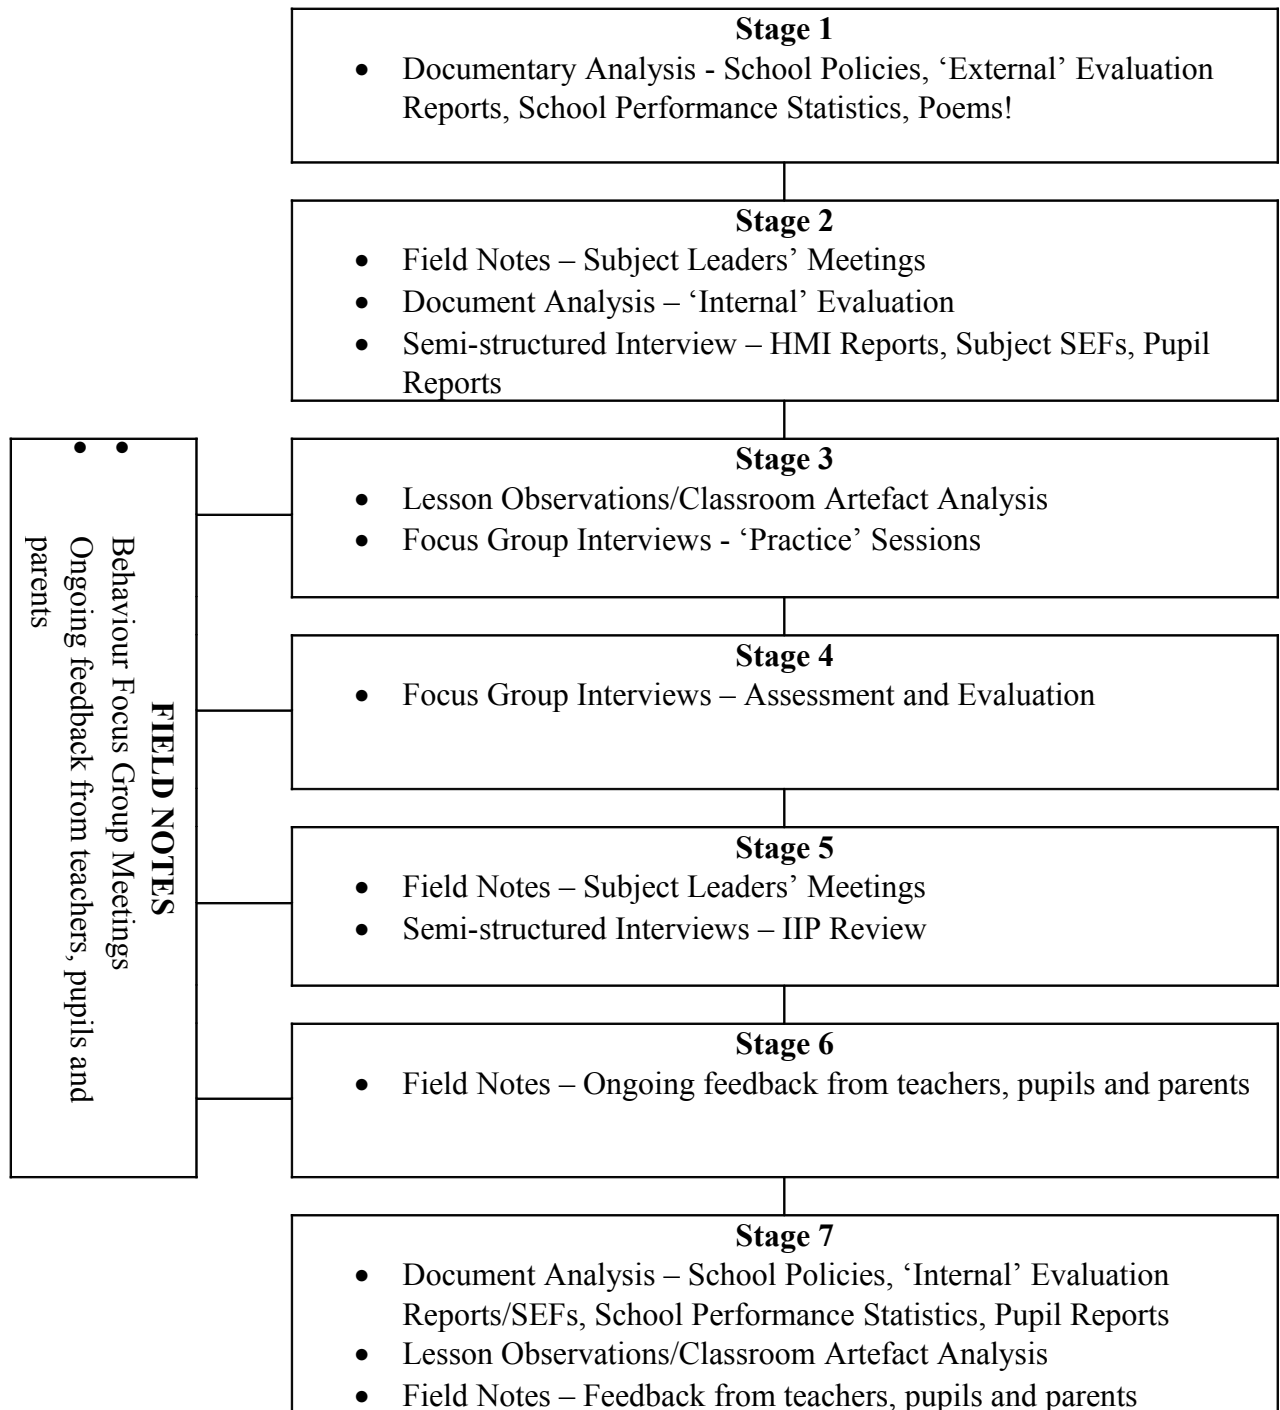 Stage 1
• Documentary Analysis - School Policies, ‘External’ Evaluation
Reports, School Performance Statistics, Poems!
Stage 2
• Field Notes – Subject Leaders’ Meetings
• Document Analysis – ‘Internal’ Evaluation
• Semi-structured Interview – HMI Reports, Subject SEFs, Pupil
Reports
FIELD NOTES
• Behaviour Focus Group Meetings
• Ongoing feedback from teachers, pupils and
parents
Stage 3
• Lesson Observations/Classroom Artefact Analysis
• Focus Group Interviews - ‘Practice’ Sessions
Stage 4
• Focus Group Interviews – Assessment and Evaluation
Stage 5
• Field Notes – Subject Leaders’ Meetings
• Semi-structured Interviews – IIP Review
Stage 6
• Field Notes – Ongoing feedback from teachers, pupils and parents
Stage 7
• Document Analysis – School Policies, ‘Internal’ Evaluation
Reports/SEFs, School Performance Statistics, Pupil Reports
• Lesson Observations/Classroom Artefact Analysis
• Field Notes – Feedback from teachers, pupils and parents